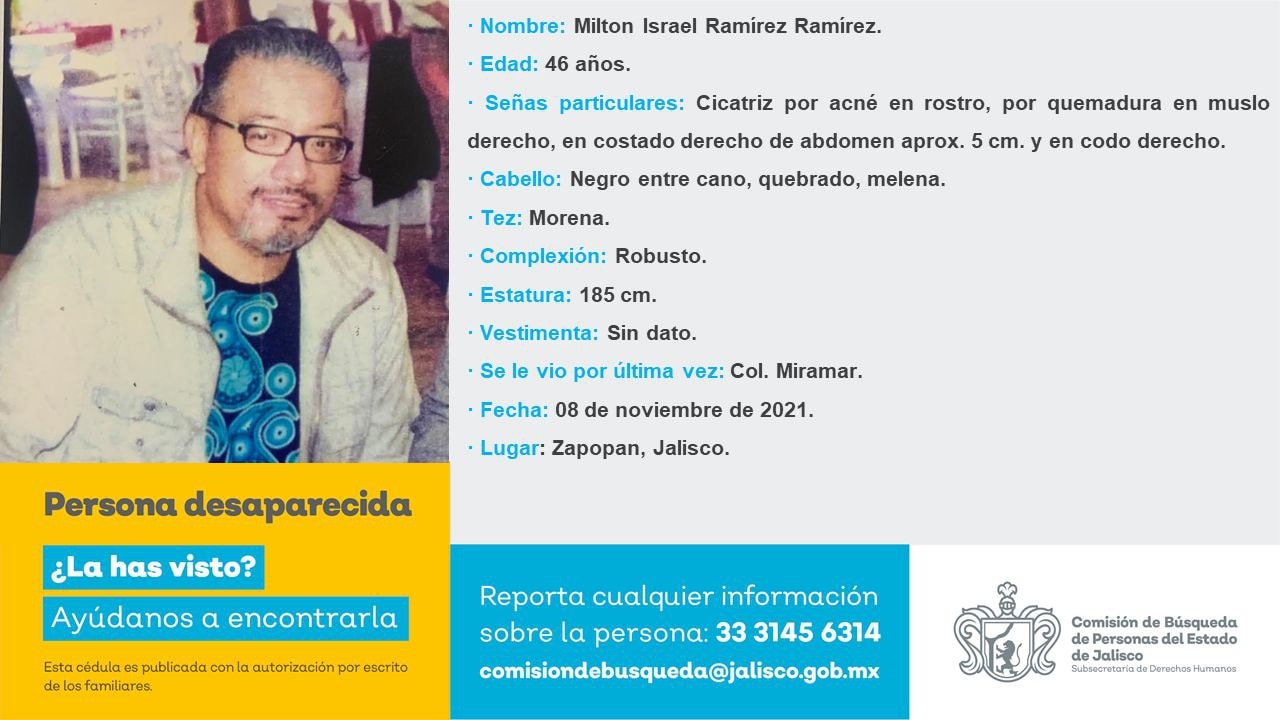 · Nombre: Milton Israel Ramírez Ramírez.
· Edad: 46 años.
· Señas particulares: Cicatriz por acné en rostro, por quemadura en muslo
derecho, en costado derecho de abdomen aprox. 5 cm. y en codo derecho.
· Cabello: Negro entre cano, quebrado, melena.
· Tez: Morena.
· Complexión: Robusto.
· Estatura: 185 cm.
· Vestimenta: Sin dato.
· Se le vio por última vez: Col. Miramar.
· Fecha: 08 de noviembre de 2021.
· Lugar: Zapopan, Jalisco.
Persona desaparecida
¿La has visto?
Ayúdanos a encontrarla
Esta cédula es publicada con la autorización por escrito
de los familiares.
Reporta cualquier información
sobre la persona: 33 3145 6314
comisiondebusqueda@jalisco.gob.mx
Comisión de Búsqueda
de Personas del Estado
de Jalisco
Subsecretaría de Derechos Humanos